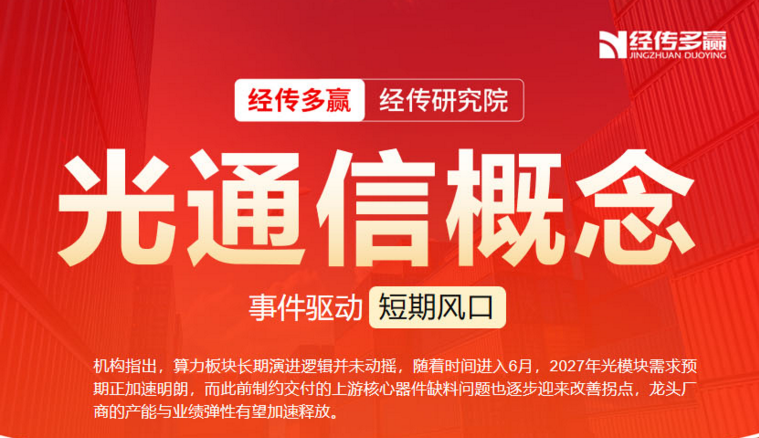 经传多赢
JINGZHUAN DUOYING
经传多赢 经传研究院
光通信概念
事件驱动 短期风口
机构指出，算力板块长期演进逻辑并未动摇，随着时间进入6月，2027年光模块需求预
期正加速明朗，而此前制约交付的上游核心器件缺料问题也逐步迎来改善拐点，龙头厂
商的产能与业绩弹性有望加速释放。